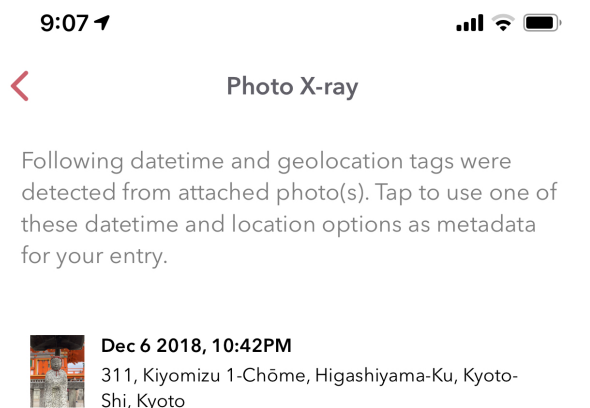 9:07
Photo X-ray
Following datetime and geolocation tags were
detected from attached photo(s). Tap to use one of
these datetime and location options as metadata
for your entry.
Dec 6 2018, 10:42PM
311, Kiyomizu 1-Chōme, Higashiyama-Ku, Kyoto-
Shi, Kyoto